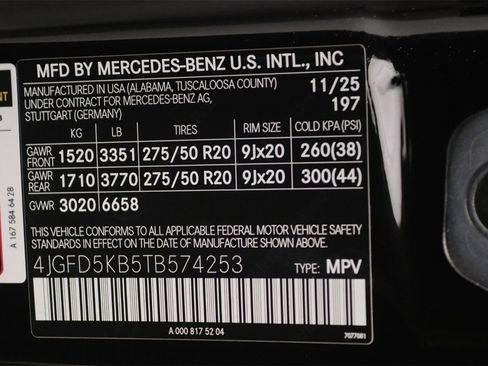 MFD BY MERCEDES-BENZ U.S. INTL., INC
MANUFACTURED IN USA (ALABAMA, TUSCALOOSA COUNTY) 11/25
UNDER CONTRACT FOR MERCEDES-BENZ AG, 197
STUTTGART (GERMANY)
KG LB TIRES RIM SIZE COLD KPA (PSI)
GAWR FRONT 1520 3351 275/50 R20 9Jx20 260(38)
GAWR REAR 1710 3770 275/50 R20 9Jx20 300(44)
GVWR 3020 6658
THIS VEHICLE CONFORMS TO ALL APPLICABLE FEDERAL MOTOR VEHICLE SAFETY
STANDARDS IN EFFECT ON THE DATE OF MANUFACTURE SHOWN ABOVE.
4JGFD5KB5TB574253 TYPE: MPV
A 000 817 52 04
7077081
A 167 584 64 28